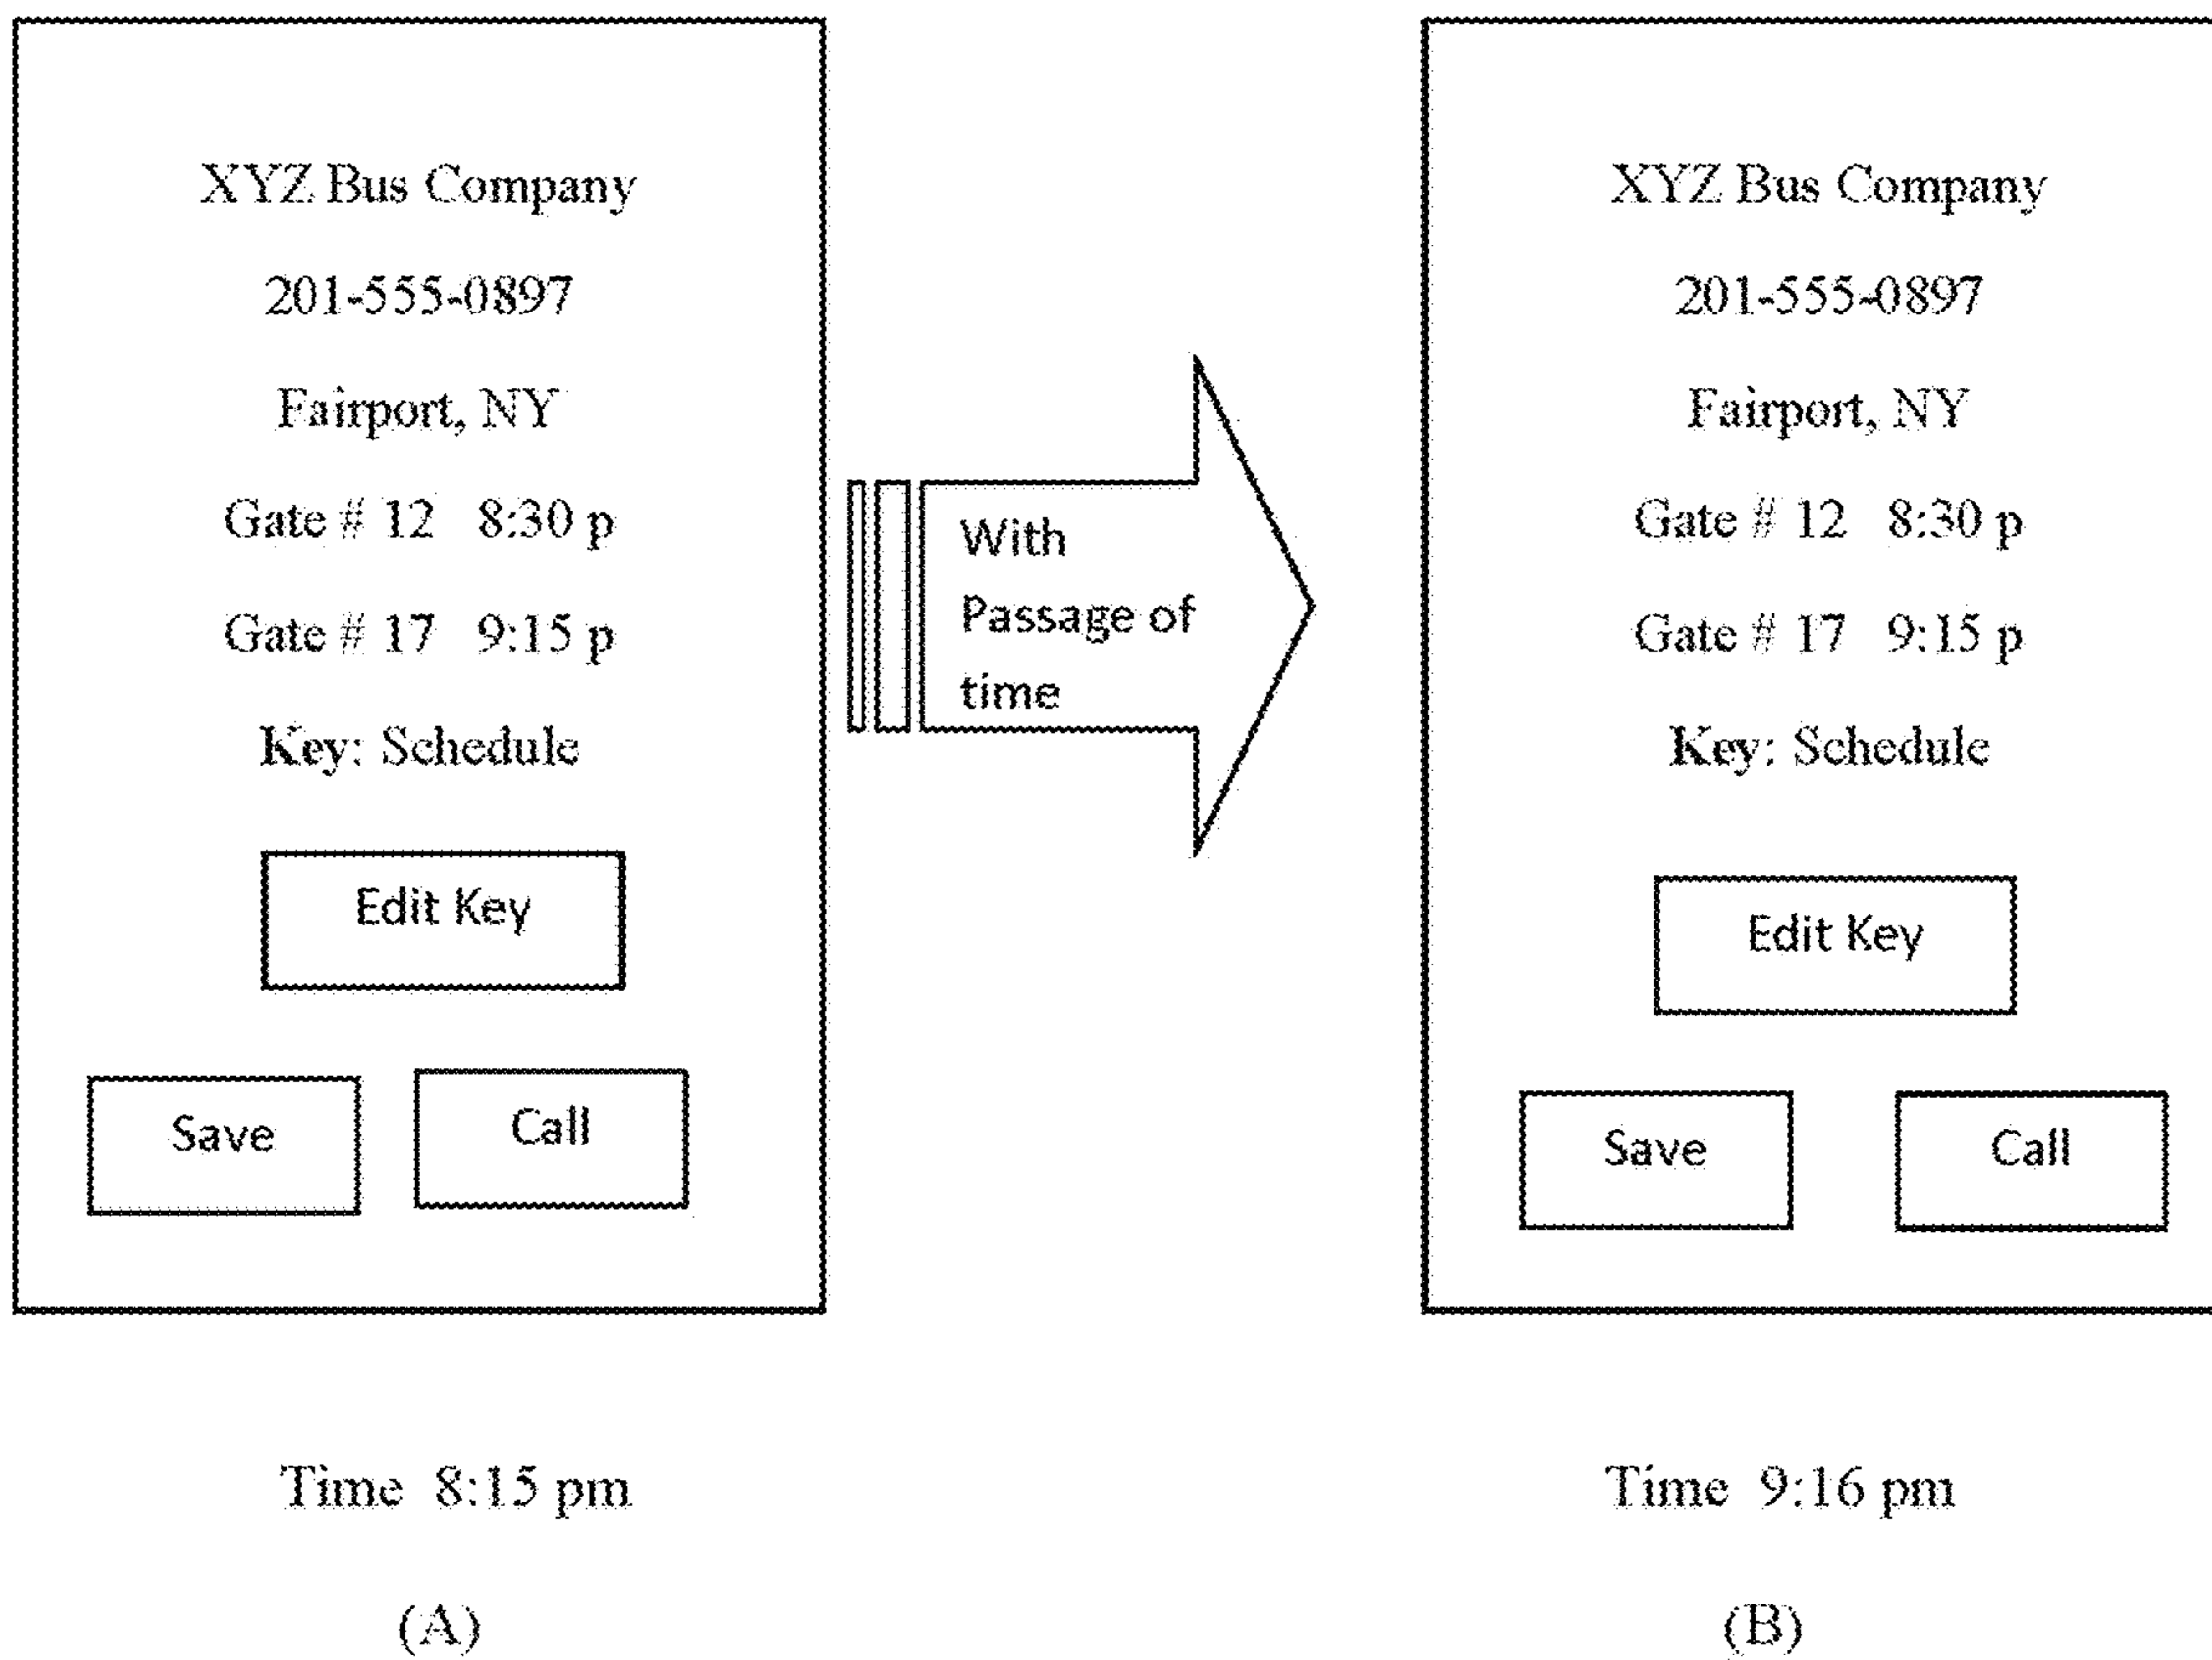 XYZ Bus Company
201-555-0897
Fairport, NY
Gate # 12 8:30 p
Gate # 17 9:15 p
Key: Schedule
Edit Key
Save
Call
Time 8:15 pm
(A)
With
Passage of
time
XYZ Bus Company
201-555-0897
Fairport, NY
Gate # 12 8:30 p
Gate # 17 9:15 p
Key: Schedule
Edit Key
Save
Call
Time 9:16 pm
(B)